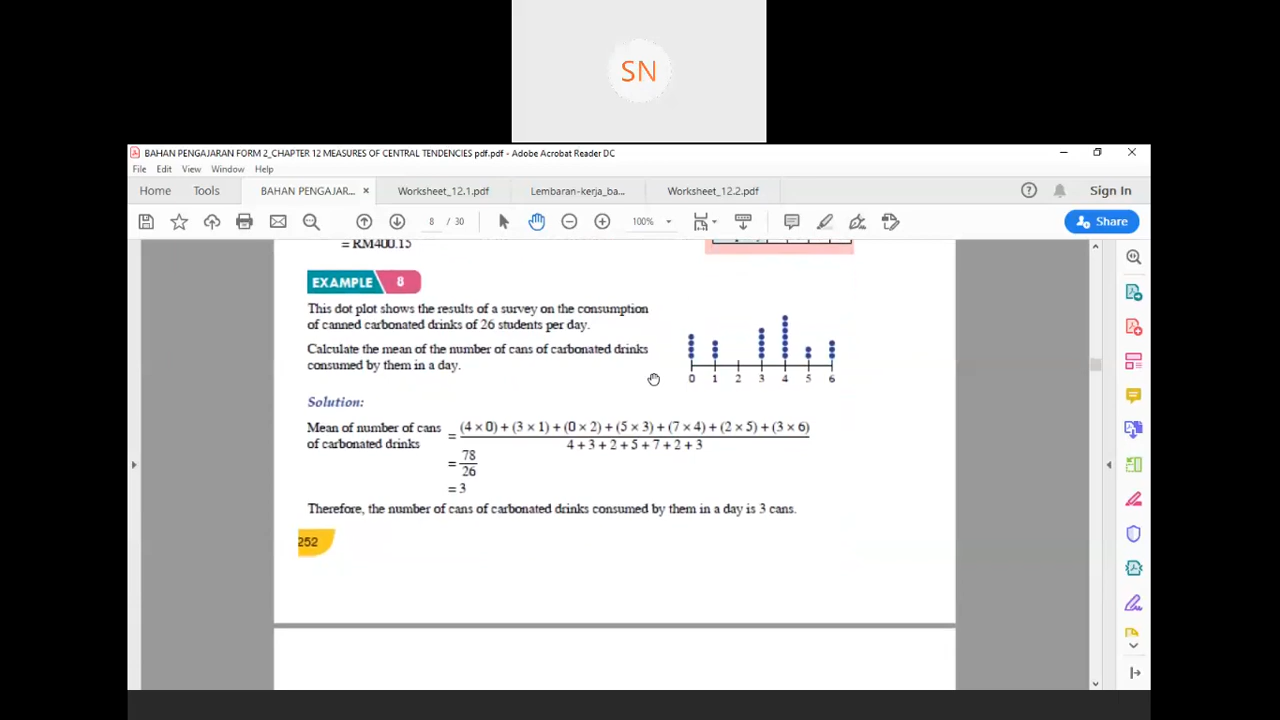 SN
BAHAN PENGAJARAN FORM 2_CHAPTER 12 MEASURES OF CENTRAL TENDENCIES pdf.pdf - Adobe Acrobat Reader DC
File Edit View Window Help
Home Tools BAHAN PENGAJAR... × Worksheet_12.1.pdf Lembaran-kerja_ba... Worksheet_12.2.pdf Sign In
8 / 30 100% Share
= RM400.15
EXAMPLE 8
This dot plot shows the results of a survey on the consumption
of canned carbonated drinks of 26 students per day.
Calculate the mean of the number of cans of carbonated drinks
consumed by them in a day.
0 1 2 3 4 5 6
Solution:
Mean of number of cans
of carbonated drinks
= (4 × 0) + (3 × 1) + (0 × 2) + (5 × 3) + (7 × 4) + (2 × 5) + (3 × 6)
4 + 3 + 2 + 5 + 7 + 2 + 3
= 78
26
= 3
Therefore, the number of cans of carbonated drinks consumed by them in a day is 3 cans.
252